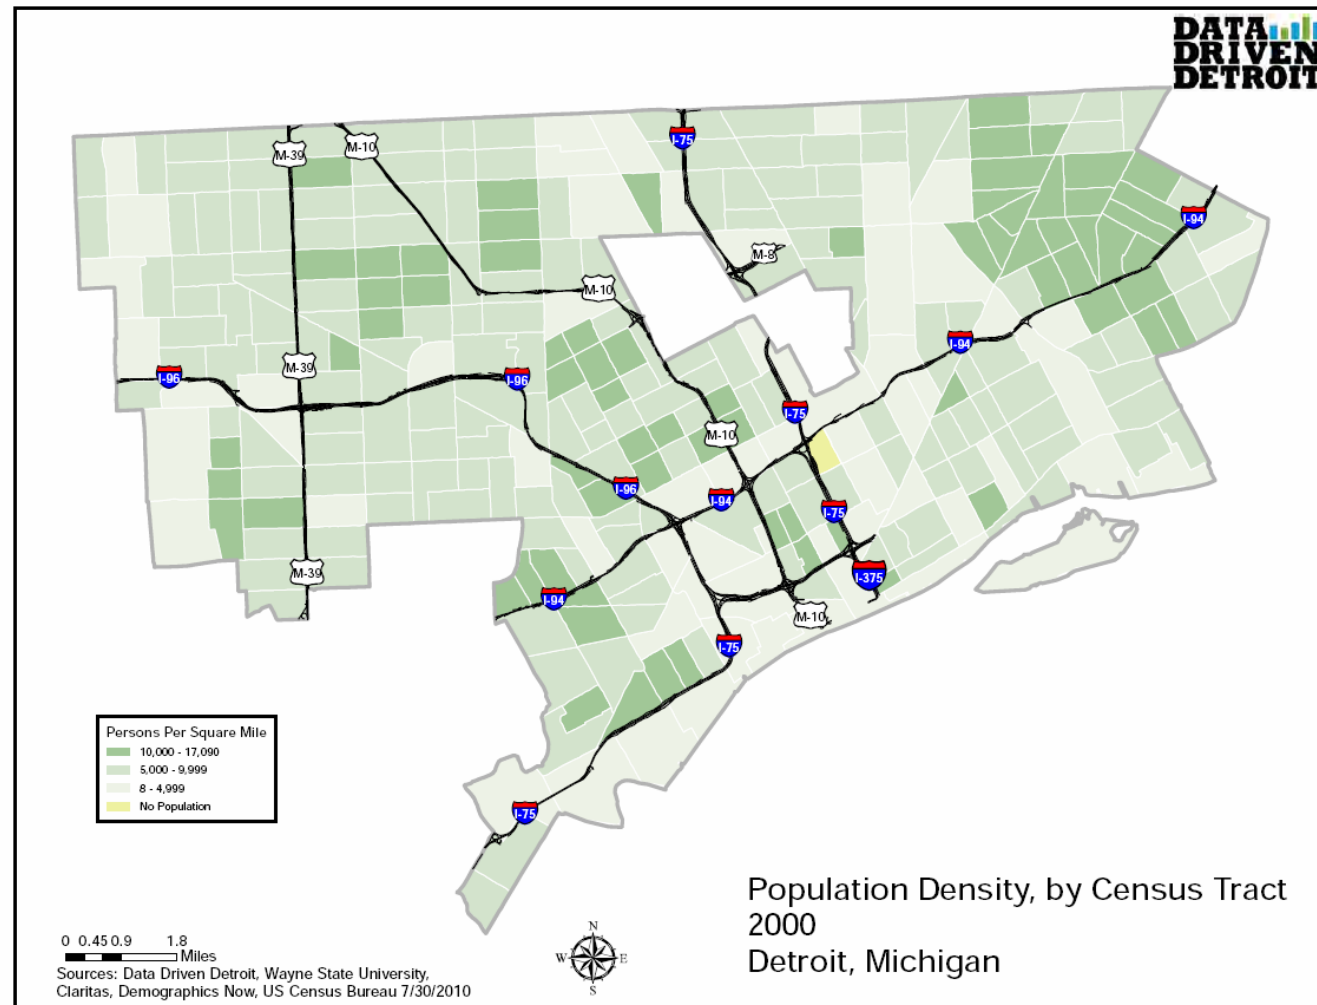 DATA
DRIVEN
DETROIT
M-39
M-10
I-75
I-94
M-8
M-10
I-94
M-39
I-96
I-96
I-75
M-10
I-96
I-94
I-75
M-39
I-94
I-375
M-10
I-75
I-75
Persons Per Square Mile
10,000 - 17,090
5,000 - 9,999
8 - 4,999
No Population
Population Density, by Census Tract
2000
Detroit, Michigan
0 0.45 0.9 1.8
Miles
Sources: Data Driven Detroit, Wayne State University,
Claritas, Demographics Now, US Census Bureau 7/30/2010
N
W E
S